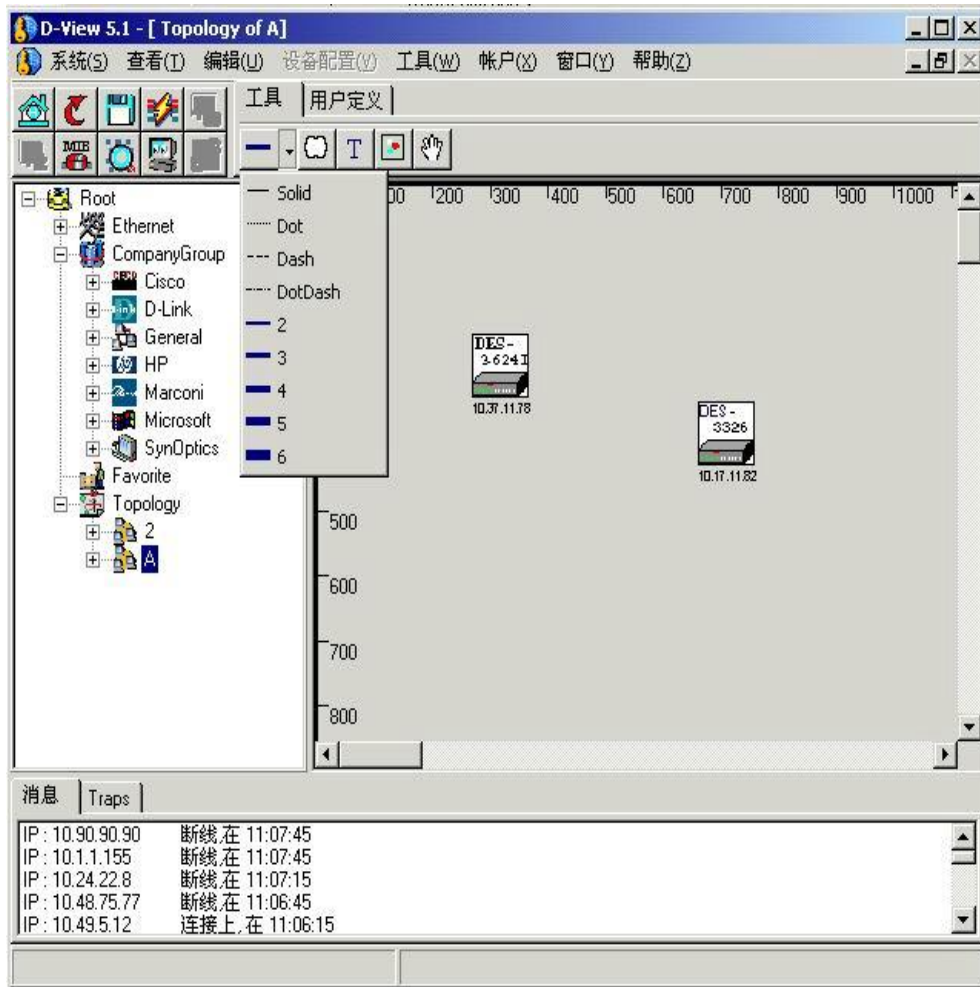 D-View 5.1 - [ Topology of A]
系统(S) 查看(T) 编辑(U) 设备配置(V) 工具(W) 帐户(X) 窗口(Y) 帮助(Z)
工具 用户定义
MIB
T
Root
Ethernet
CompanyGroup
Cisco
D-Link
General
HP
Marconi
Microsoft
SynOptics
Favorite
Topology
2
A
Solid
Dot
Dash
DotDash
2
3
4
5
6
200 300 400 500 600 700 800 900 1000
500
600
700
800
DES-
3624I
10.37.11.78
DES-
3326
10.17.11.82
消息 Traps
IP : 10.90.90.90 断线,在 11:07:45
IP : 10.1.1.155 断线,在 11:07:45
IP : 10.24.22.8 断线,在 11:07:15
IP : 10.48.75.77 断线,在 11:06:45
IP : 10.49.5.12 连接上,在 11:06:15